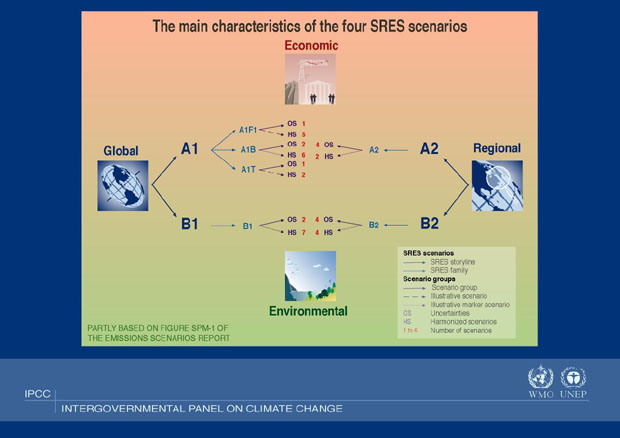 The main characteristics of the four SRES scenarios
Economic
Global
Regional
A1
A1F1
OS 1
HS 5
A1B
OS 2
HS 6
A1T
OS 1
HS 2
4 OS
2 HS
A2
A2
B1
B1
OS 2
HS 7
4 OS
4 HS
B2
B2
Environmental
SRES scenarios
SRES storyline
SRES family
Scenario groups
Scenario group
Illustrative scenario
Illustrative marker scenario
OS Uncertainties
HS Harmonized scenarios
1 to 6 Number of scenarios
PARTLY BASED ON FIGURE SPM-1 OF
THE EMISSIONS SCENARIOS REPORT
IPCC
INTERGOVERNMENTAL PANEL ON CLIMATE CHANGE
WMO UNEP